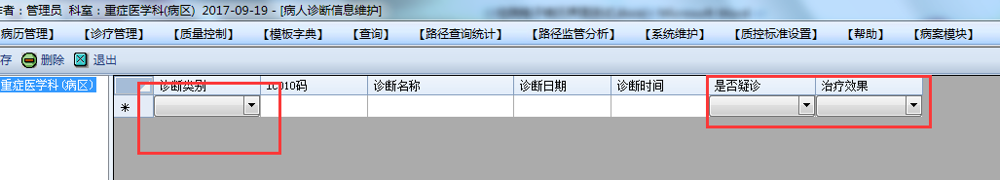 作者：管理员 科室：重症医学科(病区) 2017-09-19 - [病人诊断信息维护]
病历管理】 【诊疗管理】 【质量控制】 【模板字典】 【查询】 【路径查询统计】 【路径监管分析】 【系统维护】 【质控标准设置】 【帮助】 【病案模块】
存 删除 退出
重症医学科(病区)
诊断类别 ICD10码 诊断名称 诊断日期 诊断时间 是否疑诊 治疗效果
*